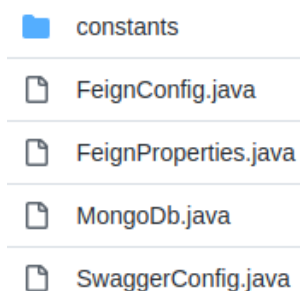 constants
FeignConfig.java
FeignProperties.java
MongoDb.java
SwaggerConfig.java